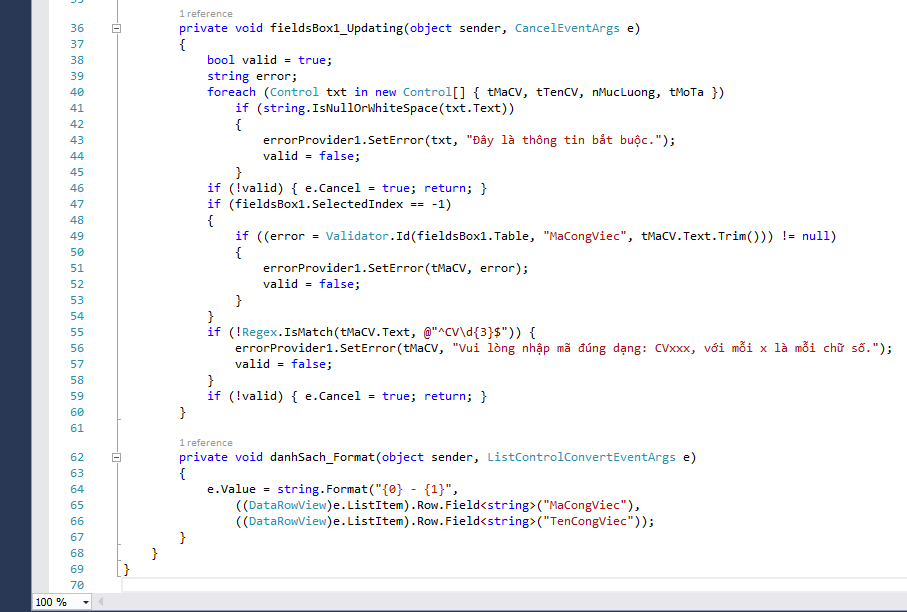 1 reference
36 private void fieldsBox1_Updating(object sender, CancelEventArgs e)
37 {
38 bool valid = true;
39 string error;
40 foreach (Control txt in new Control[] { tMaCV, tTenCV, nMucLuong, tMoTa })
41 if (string.IsNullOrWhiteSpace(txt.Text))
42 {
43 errorProvider1.SetError(txt, "Đây là thông tin bắt buộc.");
44 valid = false;
45 }
46 if (!valid) { e.Cancel = true; return; }
47 if (fieldsBox1.SelectedIndex == -1)
48 {
49 if ((error = Validator.Id(fieldsBox1.Table, "MaCongViec", tMaCV.Text.Trim())) != null)
50 {
51 errorProvider1.SetError(tMaCV, error);
52 valid = false;
53 }
54 }
55 if (!Regex.IsMatch(tMaCV.Text, @"^CV\d{3}$")) {
56 errorProvider1.SetError(tMaCV, "Vui lòng nhập mã đúng dạng: CVxxx, với mỗi x là mỗi chữ số.");
57 valid = false;
58 }
59 if (!valid) { e.Cancel = true; return; }
60 }
61
1 reference
62 private void danhSach_Format(object sender, ListControlConvertEventArgs e)
63 {
64 e.Value = string.Format("{0} - {1}",
65 ((DataRowView)e.ListItem).Row.Field<string>("MaCongViec"),
66 ((DataRowView)e.ListItem).Row.Field<string>("TenCongViec"));
67 }
68 }
69 }
70
100 %